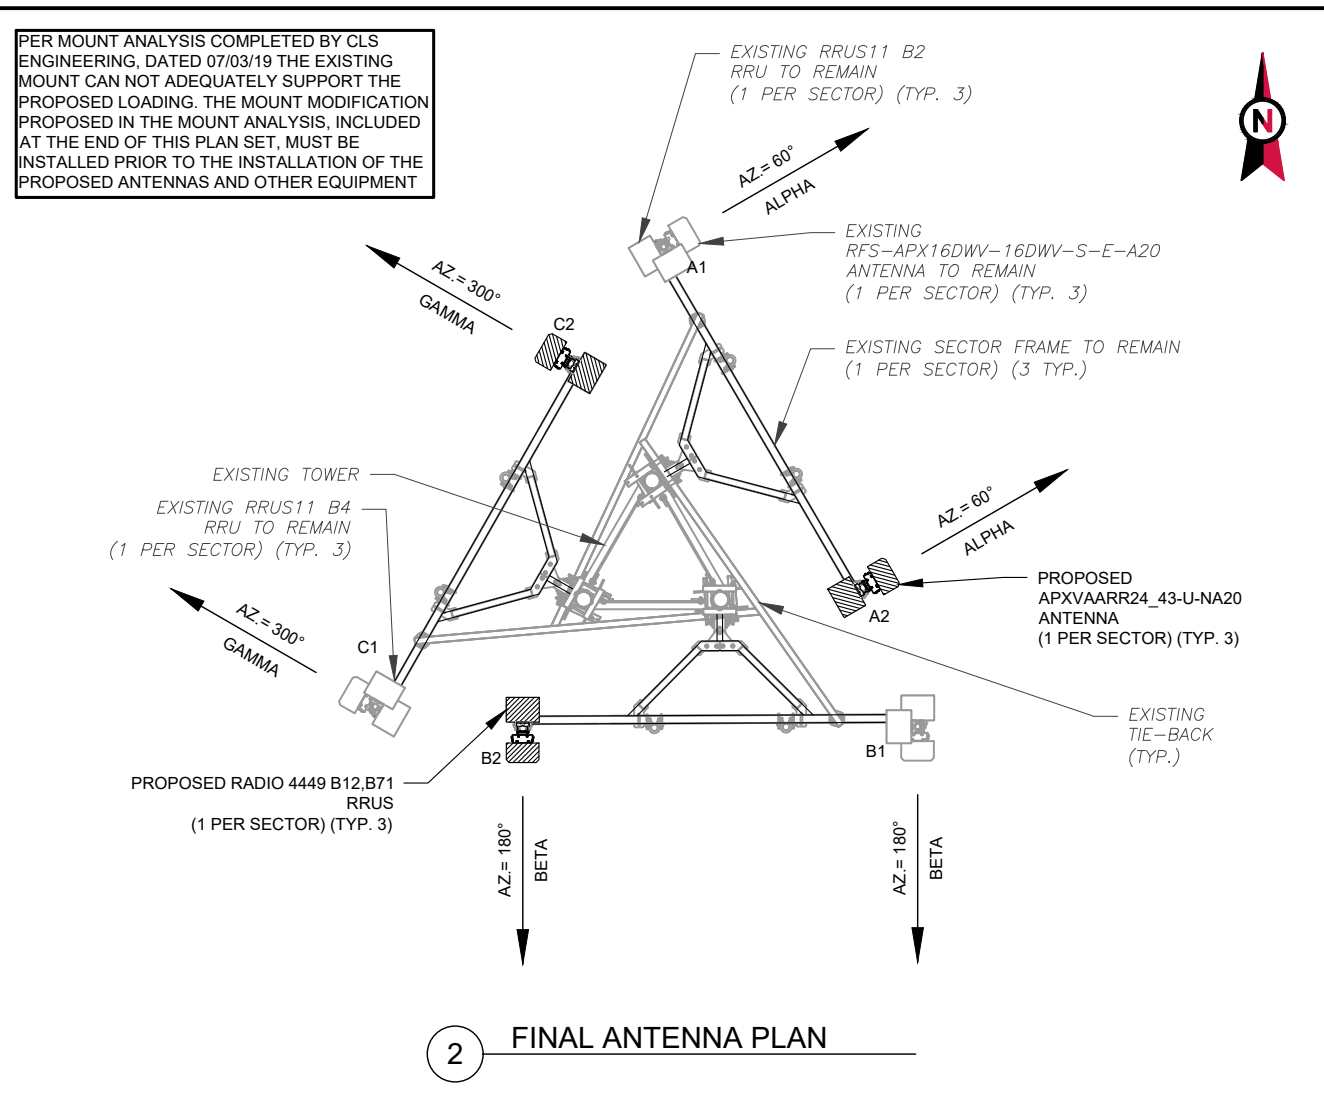 PER MOUNT ANALYSIS COMPLETED BY CLS
ENGINEERING, DATED 07/03/19 THE EXISTING
MOUNT CAN NOT ADEQUATELY SUPPORT THE
PROPOSED LOADING. THE MOUNT MODIFICATION
PROPOSED IN THE MOUNT ANALYSIS, INCLUDED
AT THE END OF THIS PLAN SET, MUST BE
INSTALLED PRIOR TO THE INSTALLATION OF THE
PROPOSED ANTENNAS AND OTHER EQUIPMENT
EXISTING RRUS11 B2
RRU TO REMAIN
(1 PER SECTOR) (TYP. 3)
N
AZ.= 60°
ALPHA
EXISTING
RFS-APX16DWV-16DWV-S-E-A20
ANTENNA TO REMAIN
(1 PER SECTOR) (TYP. 3)
A1
AZ.= 300°
GAMMA
C2
EXISTING SECTOR FRAME TO REMAIN
(1 PER SECTOR) (3 TYP.)
EXISTING TOWER
EXISTING RRUS11 B4
RRU TO REMAIN
(1 PER SECTOR) (TYP. 3)
AZ.= 60°
ALPHA
PROPOSED
APXVAARR24_43-U-NA20
ANTENNA
(1 PER SECTOR) (TYP. 3)
A2
AZ.= 300°
GAMMA
C1
EXISTING
TIE-BACK
(TYP.)
B2
B1
PROPOSED RADIO 4449 B12,B71
RRUS
(1 PER SECTOR) (TYP. 3)
AZ.= 180°
BETA
AZ.= 180°
BETA
2
FINAL ANTENNA PLAN